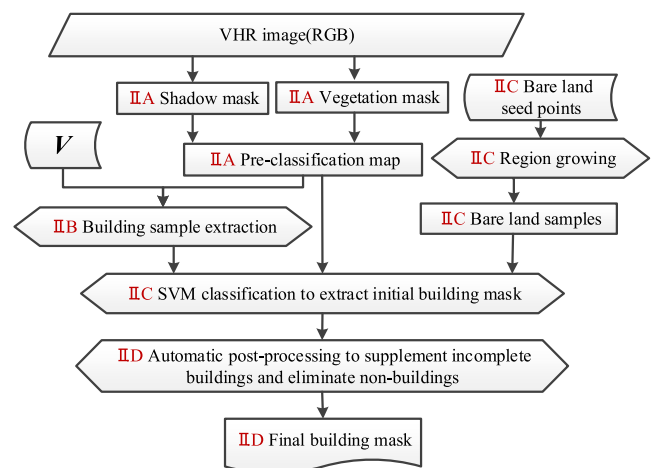 VHR image(RGB)
ⅡA Shadow mask
ⅡA Vegetation mask
ⅡC Bare land
seed points
V
ⅡA Pre-classification map
ⅡC Region growing
ⅡB Building sample extraction
ⅡC Bare land samples
ⅡC SVM classification to extract initial building mask
ⅡD Automatic post-processing to supplement incomplete
buildings and eliminate non-buildings
ⅡD Final building mask